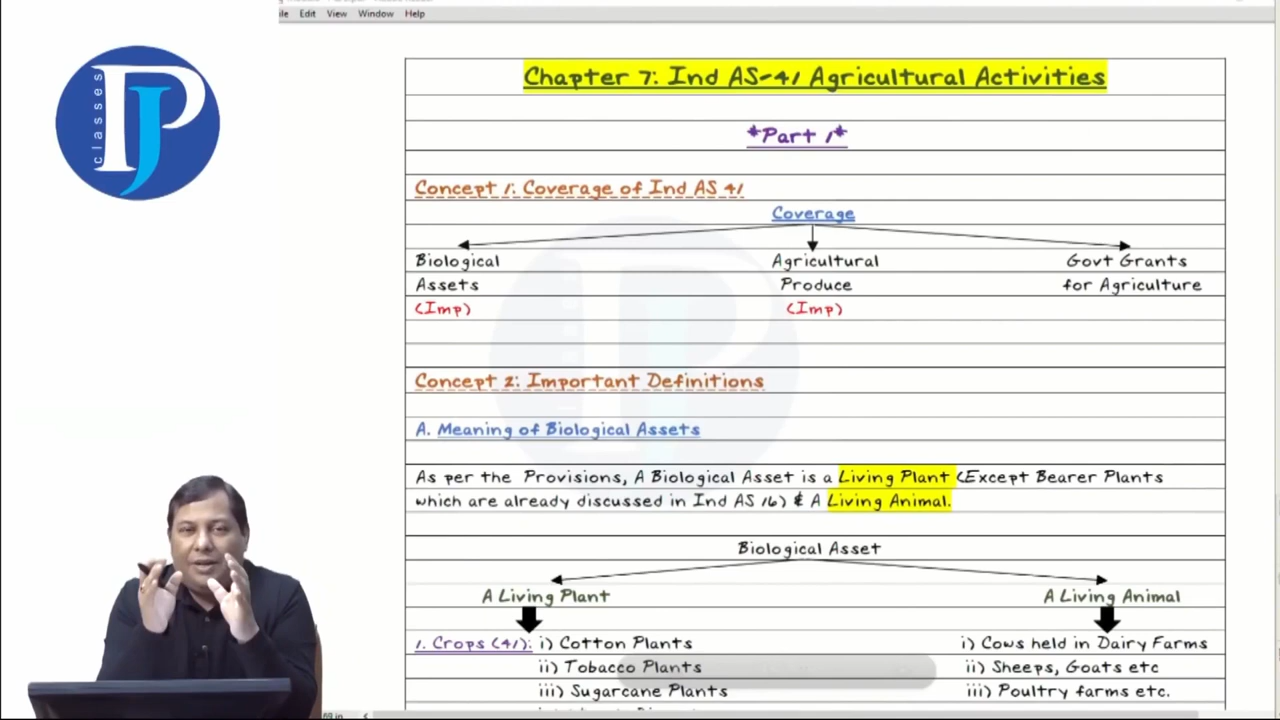 File Edit View Window Help
classes
PJ
Chapter 7: Ind AS-41 Agricultural Activities
*Part 1*
Concept 1: Coverage of Ind AS 41
Coverage
Biological Agricultural Govt Grants
Assets Produce for Agriculture
(Imp) (Imp)
Concept 2: Important Definitions
A. Meaning of Biological Assets
As per the Provisions, A Biological Asset is a Living Plant (Except Bearer Plants
which are already discussed in Ind AS 16) & A Living Animal.
Biological Asset
A Living Plant A Living Animal
1. Crops (41): i) Cotton Plants i) Cows held in Dairy Farms
ii) Tobacco Plants ii) Sheeps, Goats etc
iii) Sugarcane Plants iii) Poultry farms etc.